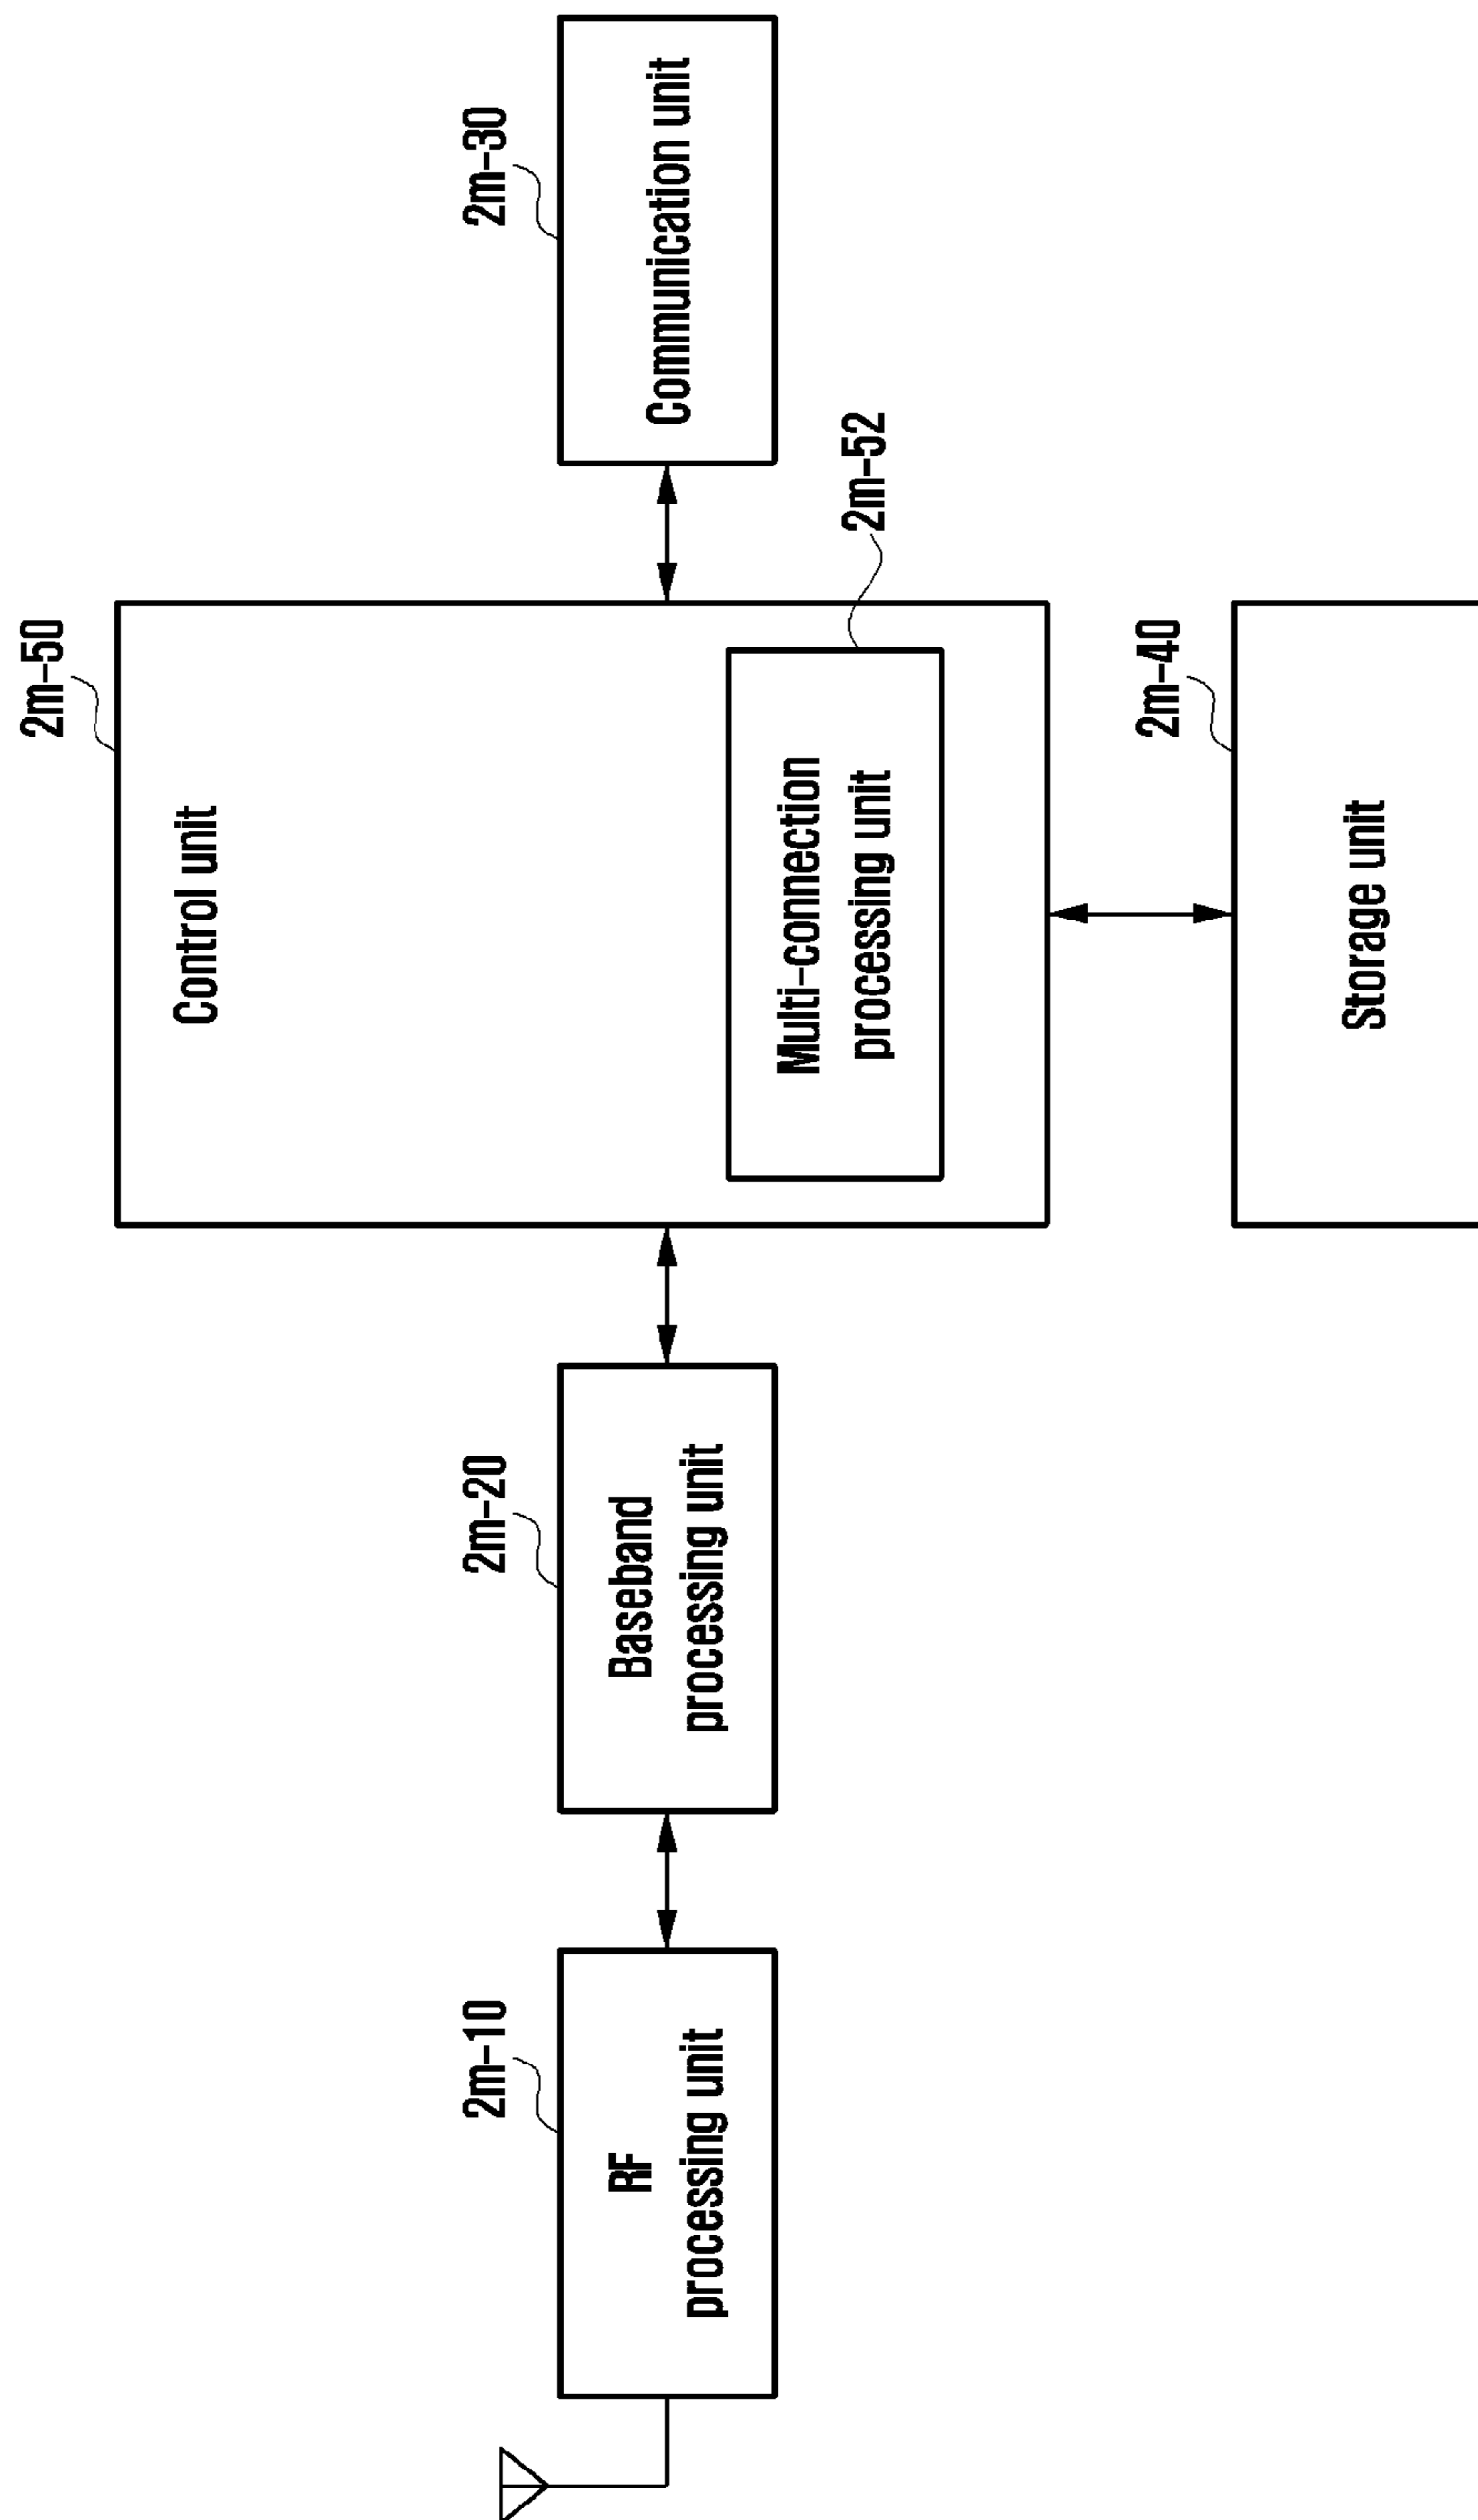 2m-50
Control unit
2m-10
2m-20
2m-30
RF
processing unit
Baseband
processing unit
Communication unit
Multi-connection
processing unit
2m-52
2m-40
Storage unit